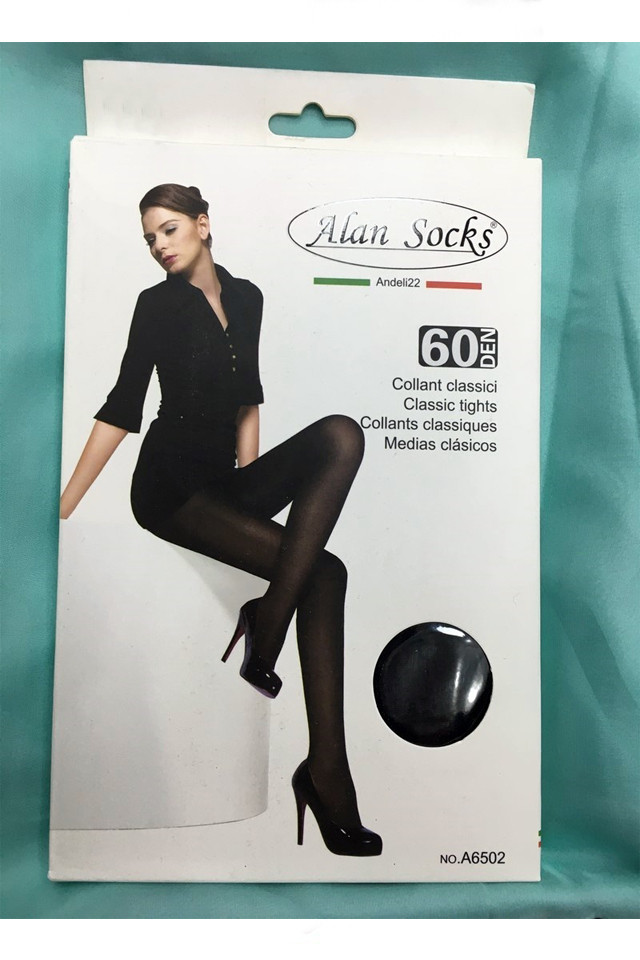 Alan Socks®
Andeli22
60 DEN
Collant classici
Classic tights
Collants classiques
Medias clásicos
NO.A6502